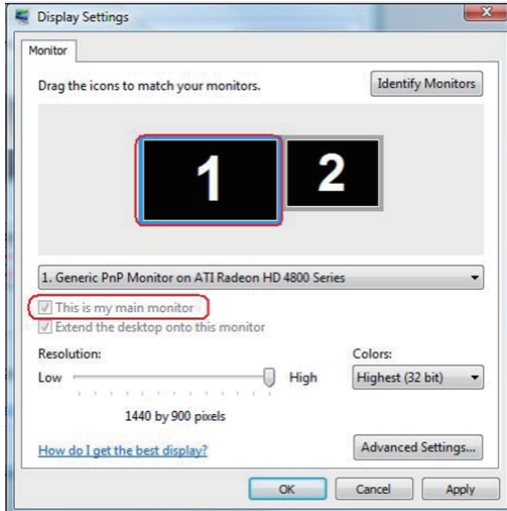 Display Settings
Monitor
Drag the icons to match your monitors.
Identify Monitors
1
2
1. Generic PnP Monitor on ATI Radeon HD 4800 Series
This is my main monitor
Extend the desktop onto this monitor
Resolution:
Colors:
Low
High
Highest (32 bit)
1440 by 900 pixels
How do I get the best display?
Advanced Settings...
OK
Cancel
Apply